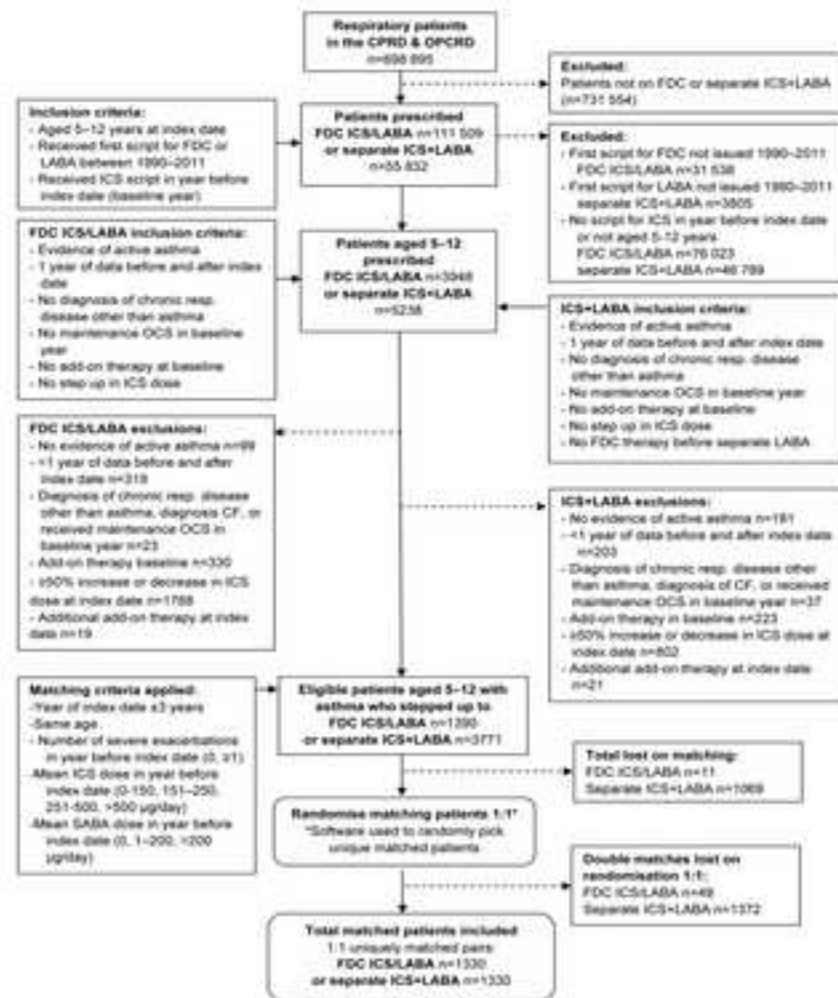 Respiratory patients
in the CPRD & OPCRD
n=898 895
Excluded:
Patients not on FDC or separate ICS+LABA
(n=731 554)
Inclusion criteria:
- Aged 5–12 years at index date
- Received first script for FDC or
LABA between 1990–2011
- Received ICS script in year before
index date (baseline year)
Patients prescribed
FDC ICS/LABA n=111 509
or separate ICS+LABA
n=55 832
Excluded:
- First script for FDC not issued 1990–2011
FDC ICS/LABA n=31 538
- First script for LABA not issued 1990–2011
separate ICS+LABA n=3805
- No script for ICS in year before index date
or not aged 5-12 years
FDC ICS/LABA n=76 023
separate ICS+LABA n=46 789
FDC ICS/LABA inclusion criteria:
- Evidence of active asthma
- 1 year of data before and after index
date
- No diagnosis of chronic resp.
disease other than asthma
- No maintenance OCS in baseline
year
- No add-on therapy at baseline
- No step up in ICS dose
Patients aged 5–12
prescribed
FDC ICS/LABA n=3948
or separate ICS+LABA
n=5238
ICS+LABA inclusion criteria:
- Evidence of active asthma
- 1 year of data before and after index date
- No diagnosis of chronic resp. disease
other than asthma
- No maintenance OCS in baseline year
- No add-on therapy at baseline
- No step up in ICS dose
- No FDC therapy before separate LABA
FDC ICS/LABA exclusions:
- No evidence of active asthma n=99
- <1 year of data before and after
index date n=319
- Diagnosis of chronic resp. disease
other than asthma, diagnosis CF, or
received maintenance OCS in
baseline year n=23
- Add-on therapy baseline n=330
- ≥50% increase or decrease in ICS
dose at index date n=1768
- Additional add-on therapy at index
date n=19
ICS+LABA exclusions:
- No evidence of active asthma n=181
- <1 year of data before and after index date
n=203
- Diagnosis of chronic resp. disease other
than asthma, diagnosis of CF, or received
maintenance OCS in baseline year n=37
- Add-on therapy in baseline n=223
- ≥50% increase or decrease in ICS dose at
index date n=802
- Additional add-on therapy at index date
n=21
Matching criteria applied:
-Year of index date ±3 years
-Same age
- Number of severe exacerbations
in year before index date (0, ≥1)
-Mean ICS dose in year before
index date (0-150, 151–250,
251-500, >500 µg/day)
-Mean SABA dose in year before
index date (0, 1–200, >200
µg/day)
Eligible patients aged 5–12 with
asthma who stepped up to
FDC ICS/LABA n=1390
or separate ICS+LABA n=3771
Total lost on matching:
FDC ICS/LABA n=11
Separate ICS+LABA n=1069
Randomise matching patients 1:1*
*Software used to randomly pick
unique matched patients
Double matches lost on
randomisation 1:1:
FDC ICS/LABA n=49
Separate ICS+LABA n=1372
Total matched patients included
1:1 uniquely matched pairs
FDC ICS/LABA n=1330
or separate ICS+LABA n=1330